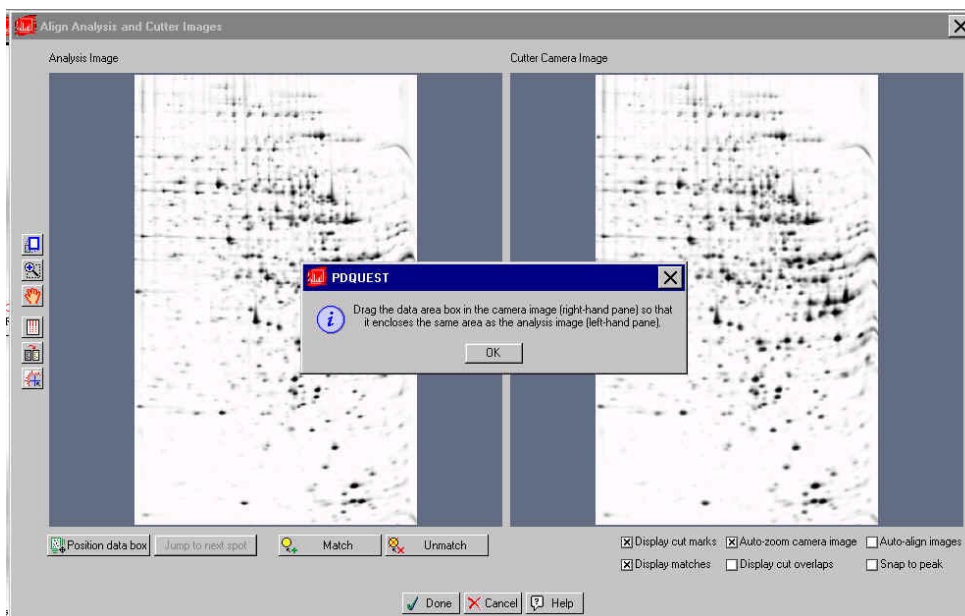 Align Analysis and Cutter Images
Analysis Image
Cutter Camera Image
PDQUEST
Drag the data area box in the camera image (right-hand pane) so that
it encloses the same area as the analysis image (left-hand pane).
OK
Position data box
Jump to next spot
Match
Unmatch
Display cut marks
Auto-zoom camera image
Auto-align images
Display matches
Display cut overlaps
Snap to peak
Done
Cancel
Help